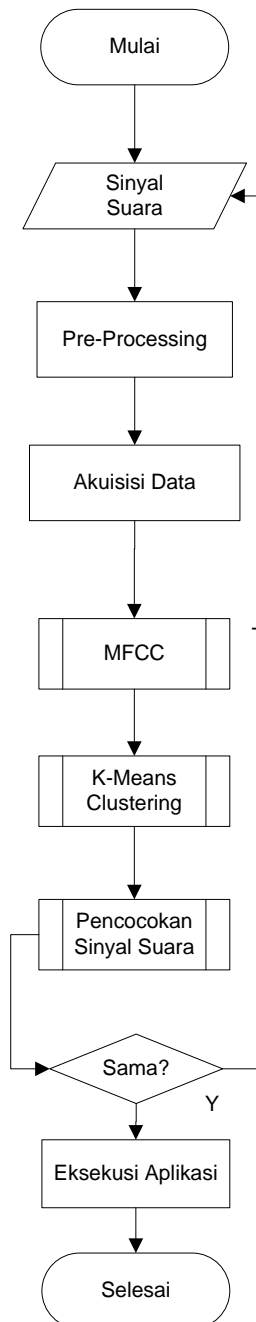 Mulai
Sinyal
Suara
Pre-Processing
Akuisisi Data
MFCC
K-Means
Clustering
Pencocokan
Sinyal Suara
Sama?
Y
Eksekusi Aplikasi
Selesai